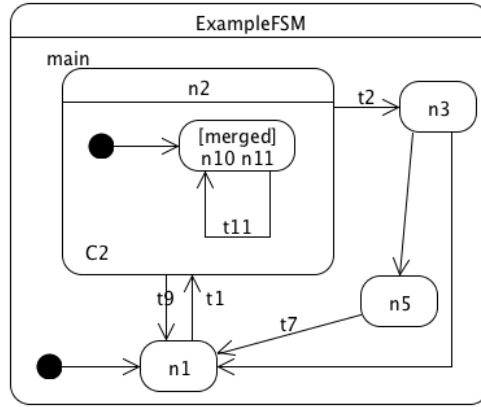 ExampleFSM
main
n2
t2
n3
[merged]
n10 n11
t11
C2
t9
t1
n5
t7
n1